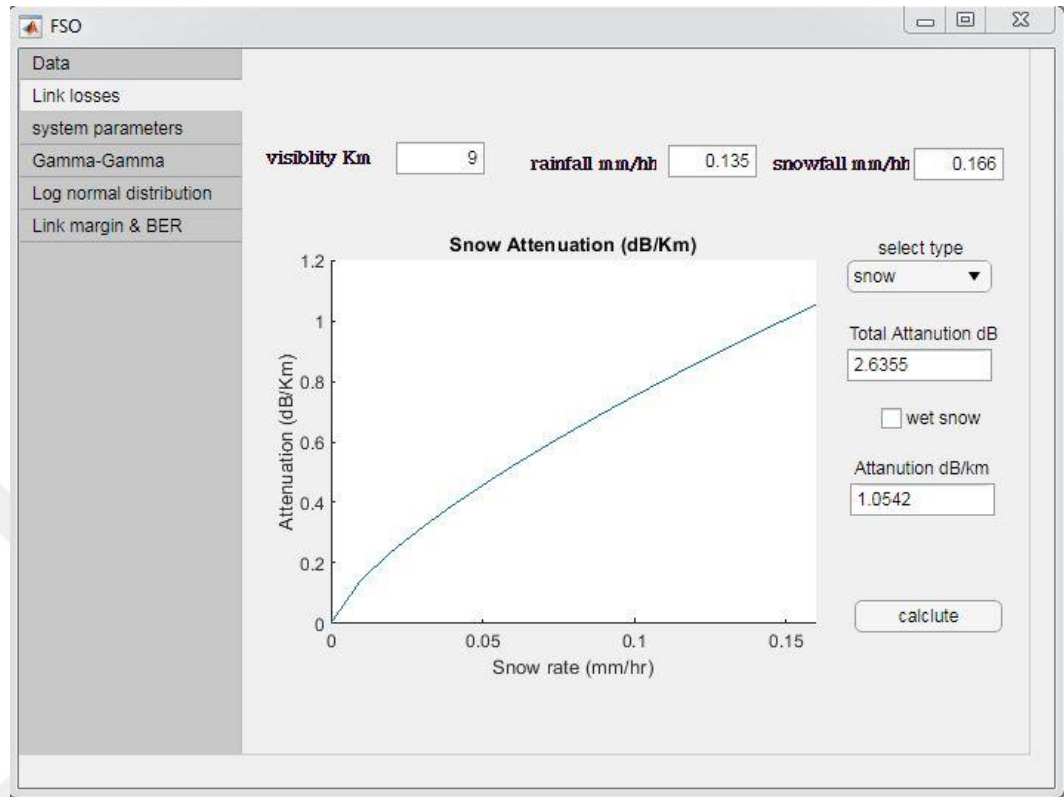 FSO
Data
Link losses
system parameters
Gamma-Gamma
Log normal distribution
Link margin & BER
visiblity Km 9 rainfall mm/hh 0.135 snowfall mm/hh 0.166
Snow Attenuation (dB/Km)
1.2
1
0.8
0.6
0.4
0.2
0
Attenuation (dB/Km)
0 0.05 0.1 0.15
Snow rate (mm/hr)
select type
snow
Total Attanution dB
2.6355
wet snow
Attanution dB/km
1.0542
calclute